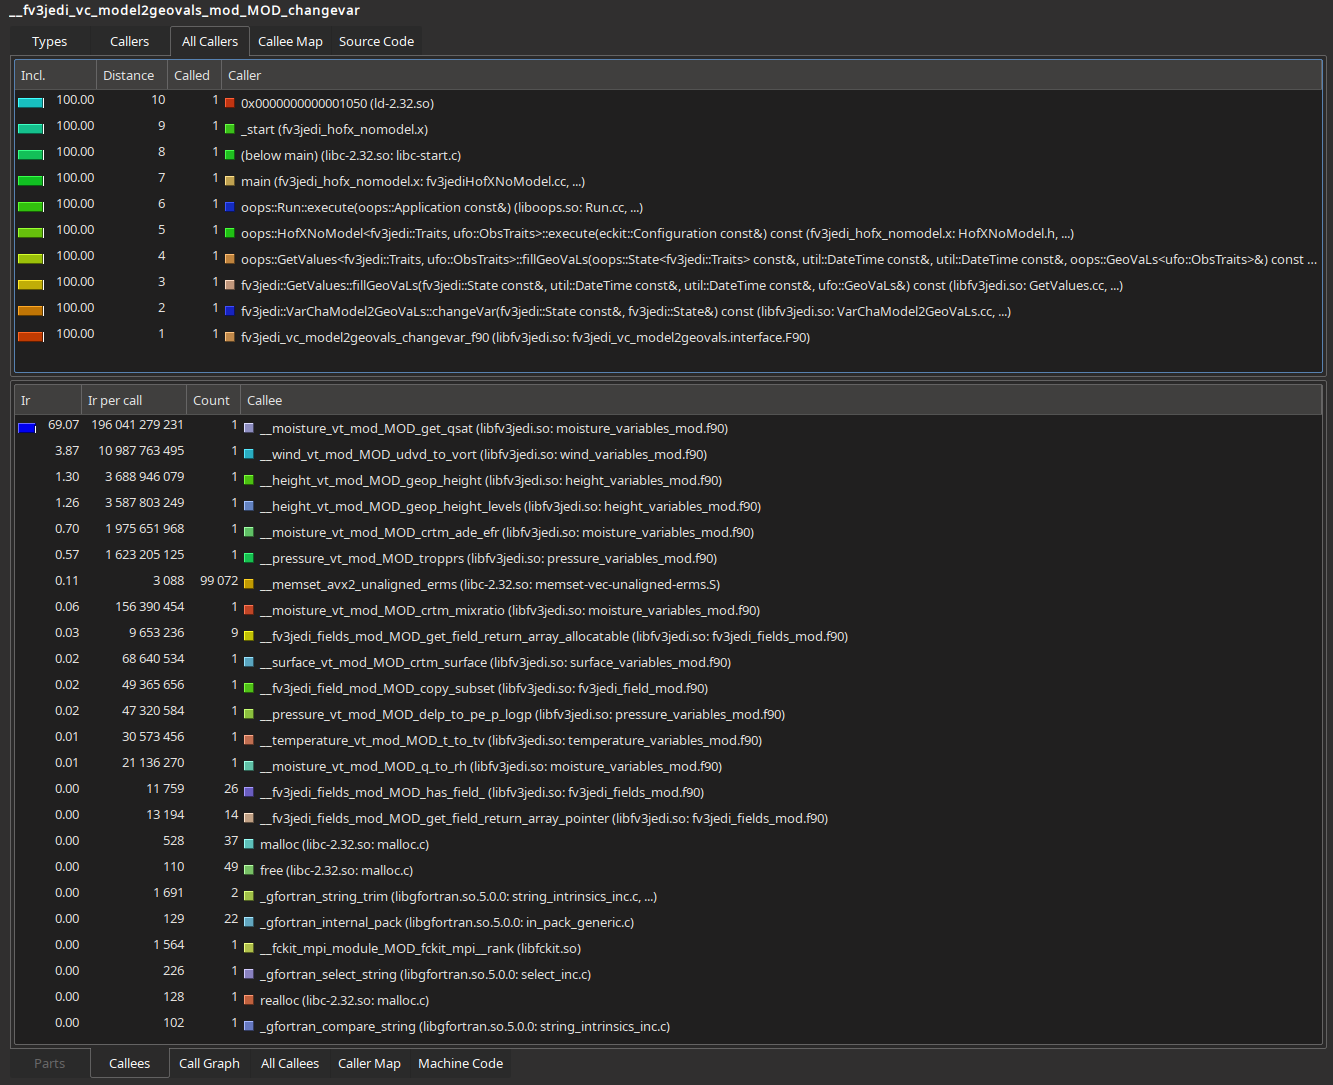 __fv3jedi_vc_model2geovals_mod_MOD_changevar
Types Callers All Callers Callee Map Source Code
Incl. Distance Called Caller
100.00 10 1 0x0000000000001050 (ld-2.32.so)
100.00 9 1 _start (fv3jedi_hofx_nomodel.x)
100.00 8 1 (below main) (libc-2.32.so: libc-start.c)
100.00 7 1 main (fv3jedi_hofx_nomodel.x: fv3jediHofXNoModel.cc, ...)
100.00 6 1 oops::Run::execute(oops::Application const&) (liboops.so: Run.cc, ...)
100.00 5 1 oops::HofXNoModel<fv3jedi::Traits, ufo::ObsTraits>::execute(eckit::Configuration const&) const (fv3jedi_hofx_nomodel.x: HofXNoModel.h, ...)
100.00 4 1 oops::GetValues<fv3jedi::Traits, ufo::ObsTraits>::fillGeoVaLs(oops::State<fv3jedi::Traits> const&, util::DateTime const&, util::DateTime const&, oops::GeoVaLs<ufo::ObsTraits>&) const ...
100.00 3 1 fv3jedi::GetValues::fillGeoVaLs(fv3jedi::State const&, util::DateTime const&, util::DateTime const&, ufo::GeoVaLs&) const (libfv3jedi.so: GetValues.cc, ...)
100.00 2 1 fv3jedi::VarChaModel2GeoVaLs::changeVar(fv3jedi::State const&, fv3jedi::State&) const (libfv3jedi.so: VarChaModel2GeoVaLs.cc, ...)
100.00 1 1 fv3jedi_vc_model2geovals_changevar_f90 (libfv3jedi.so: fv3jedi_vc_model2geovals.interface.F90)
Ir Ir per call Count Callee
69.07 196 041 279 231 1 __moisture_vt_mod_MOD_get_qsat (libfv3jedi.so: moisture_variables_mod.f90)
3.87 10 987 763 495 1 __wind_vt_mod_MOD_udvd_to_vort (libfv3jedi.so: wind_variables_mod.f90)
1.30 3 688 946 079 1 __height_vt_mod_MOD_geop_height (libfv3jedi.so: height_variables_mod.f90)
1.26 3 587 803 249 1 __height_vt_mod_MOD_geop_height_levels (libfv3jedi.so: height_variables_mod.f90)
0.70 1 975 651 968 1 __moisture_vt_mod_MOD_crtm_ade_efr (libfv3jedi.so: moisture_variables_mod.f90)
0.57 1 623 205 125 1 __pressure_vt_mod_MOD_tropprs (libfv3jedi.so: pressure_variables_mod.f90)
0.11 3 088 99 072 __memset_avx2_unaligned_erms (libc-2.32.so: memset-vec-unaligned-erms.S)
0.06 156 390 454 1 __moisture_vt_mod_MOD_crtm_mixratio (libfv3jedi.so: moisture_variables_mod.f90)
0.03 9 653 236 9 __fv3jedi_fields_mod_MOD_get_field_return_array_allocatable (libfv3jedi.so: fv3jedi_fields_mod.f90)
0.02 68 640 534 1 __surface_vt_mod_MOD_crtm_surface (libfv3jedi.so: surface_variables_mod.f90)
0.02 49 365 656 1 __fv3jedi_field_mod_MOD_copy_subset (libfv3jedi.so: fv3jedi_field_mod.f90)
0.02 47 320 584 1 __pressure_vt_mod_MOD_delp_to_pe_p_logp (libfv3jedi.so: pressure_variables_mod.f90)
0.01 30 573 456 1 __temperature_vt_mod_MOD_t_to_tv (libfv3jedi.so: temperature_variables_mod.f90)
0.01 21 136 270 1 __moisture_vt_mod_MOD_q_to_rh (libfv3jedi.so: moisture_variables_mod.f90)
0.00 11 759 26 __fv3jedi_fields_mod_MOD_has_field_ (libfv3jedi.so: fv3jedi_fields_mod.f90)
0.00 13 194 14 __fv3jedi_fields_mod_MOD_get_field_return_array_pointer (libfv3jedi.so: fv3jedi_fields_mod.f90)
0.00 528 37 malloc (libc-2.32.so: malloc.c)
0.00 110 49 free (libc-2.32.so: malloc.c)
0.00 1 691 2 _gfortran_string_trim (libgfortran.so.5.0.0: string_intrinsics_inc.c, ...)
0.00 129 22 _gfortran_internal_pack (libgfortran.so.5.0.0: in_pack_generic.c)
0.00 1 564 1 __fckit_mpi_module_MOD_fckit_mpi__rank (libfckit.so)
0.00 226 1 _gfortran_select_string (libgfortran.so.5.0.0: select_inc.c)
0.00 128 1 realloc (libc-2.32.so: malloc.c)
0.00 102 1 _gfortran_compare_string (libgfortran.so.5.0.0: string_intrinsics_inc.c)
Parts Callees Call Graph All Callees Caller Map Machine Code